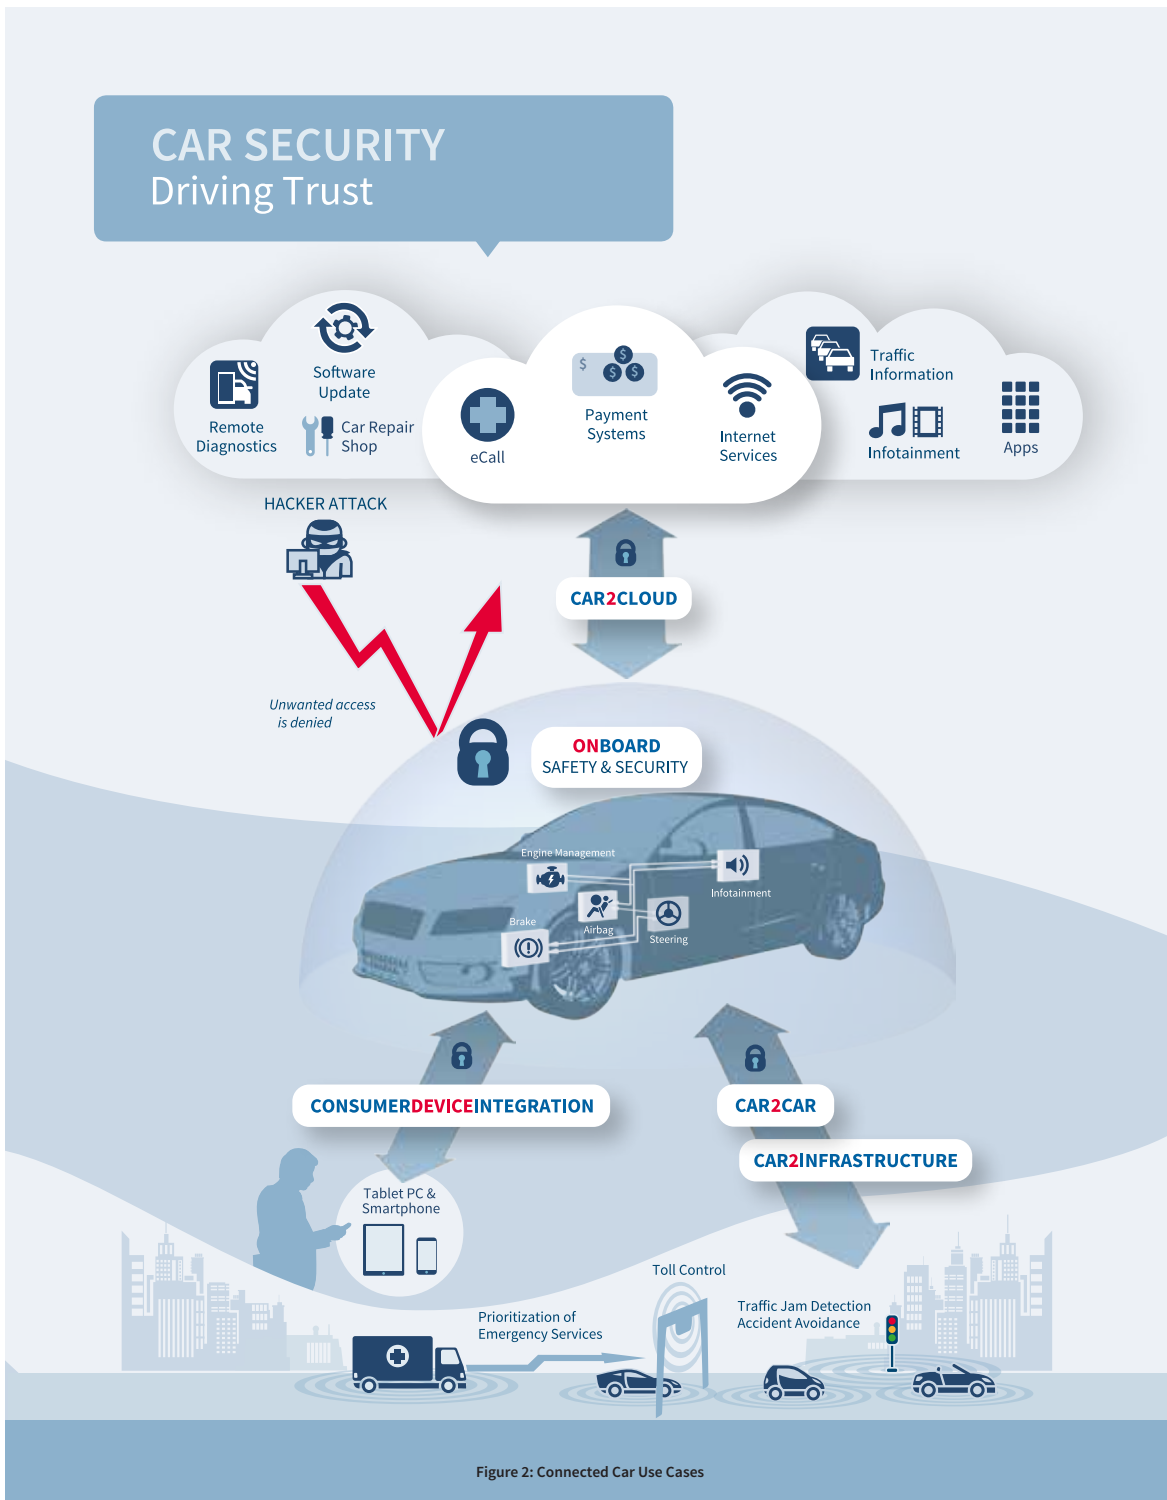 CAR SECURITY
Driving Trust
Software
Update
Remote
Diagnostics
Car Repair
Shop
eCall
$
$
$ $
Payment
Systems
Internet
Services
Traffic
Information
Infotainment
Apps
HACKER ATTACK
CAR2CLOUD
Unwanted access
is denied
ONBOARD
SAFETY & SECURITY
Engine Management
Infotainment
Brake
Airbag
Steering
CONSUMERDEVICEINTEGRATION
CAR2CAR
CAR2INFRASTRUCTURE
Tablet PC &
Smartphone
Toll Control
Prioritization of
Emergency Services
Traffic Jam Detection
Accident Avoidance
Figure 2: Connected Car Use Cases